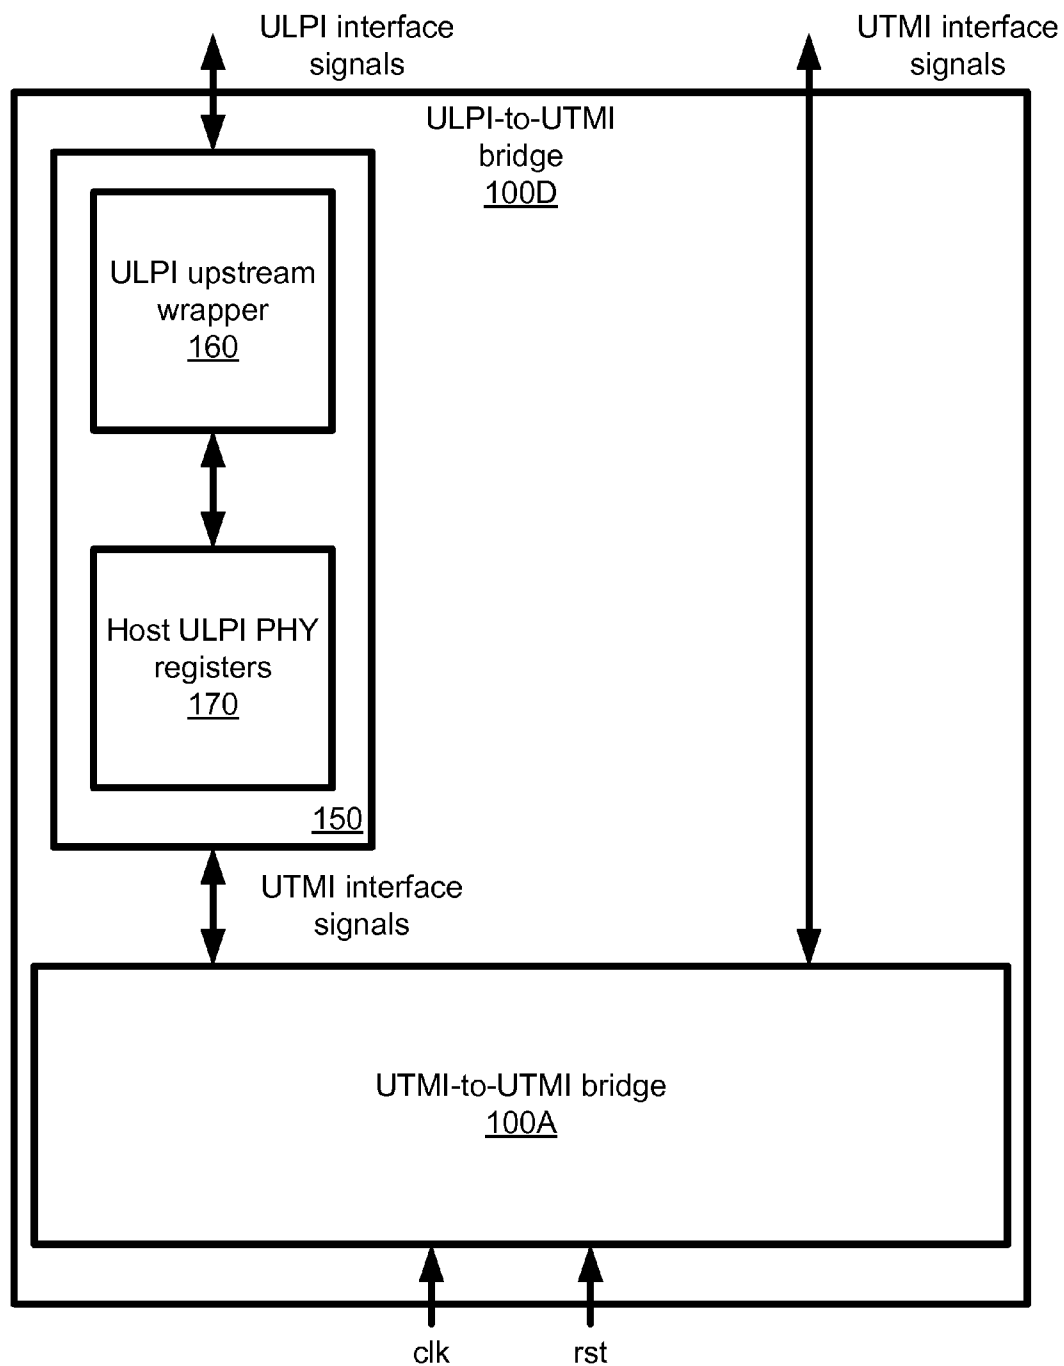 ULPI interface
signals
UTMI interface
signals
ULPI-to-UTMI
bridge
100D
ULPI upstream
wrapper
160
Host ULPI PHY
registers
170
150
UTMI interface
signals
UTMI-to-UTMI bridge
100A
clk
rst